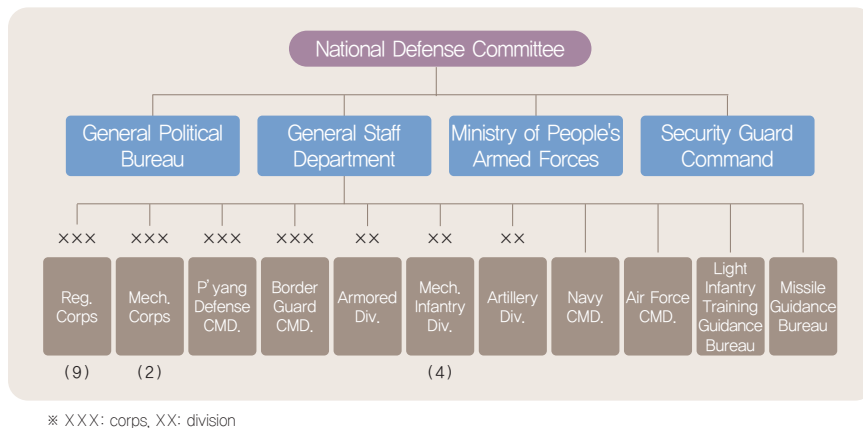 National Defense Committee
General Political
Bureau
General Staff
Department
Ministry of People's
Armed Forces
Security Guard
Command
××× ××× ××× ××× ×× ×× ××
Reg.
Corps
Mech.
Corps
P'yang
Defense
CMD.
Border
Guard
CMD.
Armored
Div.
Mech.
Infantry
Div.
Artillery
Div.
Navy
CMD.
Air Force
CMD.
Light
Infantry
Training
Guidance
Bureau
Missile
Guidance
Bureau
(9) (2) (4)
※ XXX: corps, XX: division